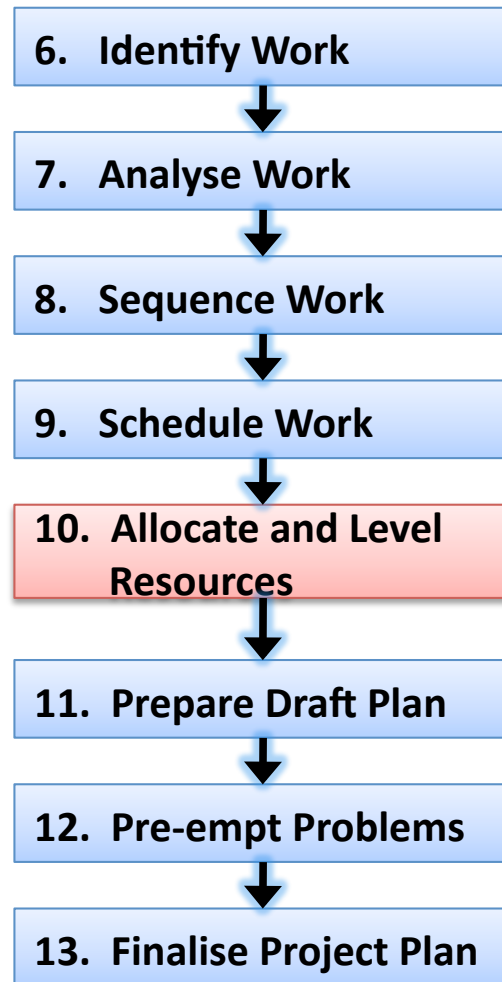 6. Identify Work
7. Analyse Work
8. Sequence Work
9. Schedule Work
10. Allocate and Level
Resources
11. Prepare Draft Plan
12. Pre-empt Problems
13. Finalise Project Plan